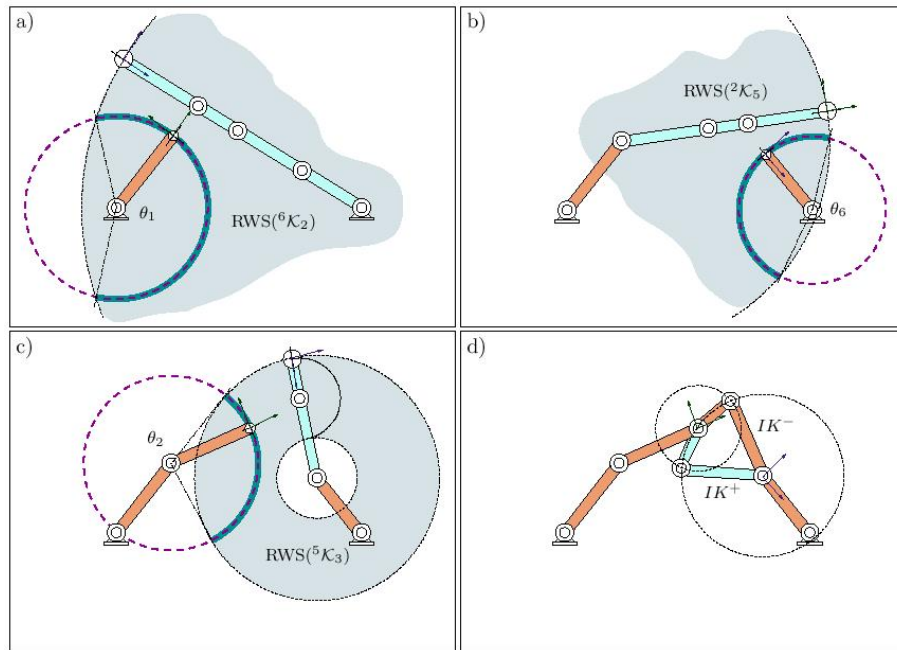 a)
θ₁
RWS(⁶𝒦₂)
b)
RWS(²𝒦₅)
θ₆
c)
θ₂
RWS(⁵𝒦₃)
d)
IK⁻
IK⁺